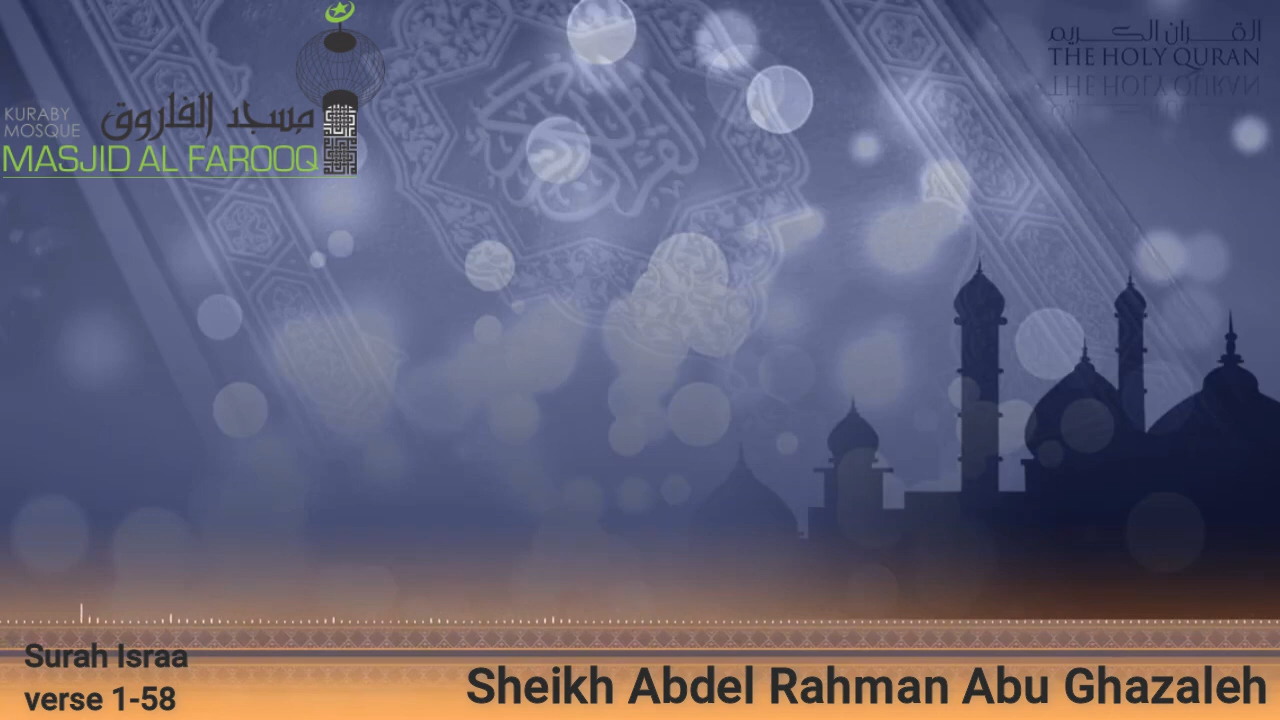 القرآن الكريم
THE HOLY QURAN
KURABY
MOSQUE
مسجد الفاروق
MASJID AL FAROOQ
Surah Israa
verse 1-58
Sheikh Abdel Rahman Abu Ghazaleh